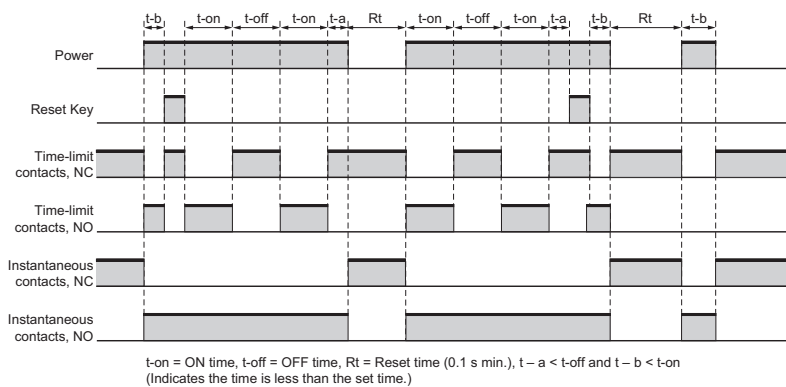 t-b t-on t-off t-on t-a Rt t-on t-off t-on t-a t-b Rt t-b
Power
Reset Key
Time-limit
contacts, NC
Time-limit
contacts, NO
Instantaneous
contacts, NC
Instantaneous
contacts, NO
t-on = ON time, t-off = OFF time, Rt = Reset time (0.1 s min.), t – a < t-off and t – b < t-on
(Indicates the time is less than the set time.)